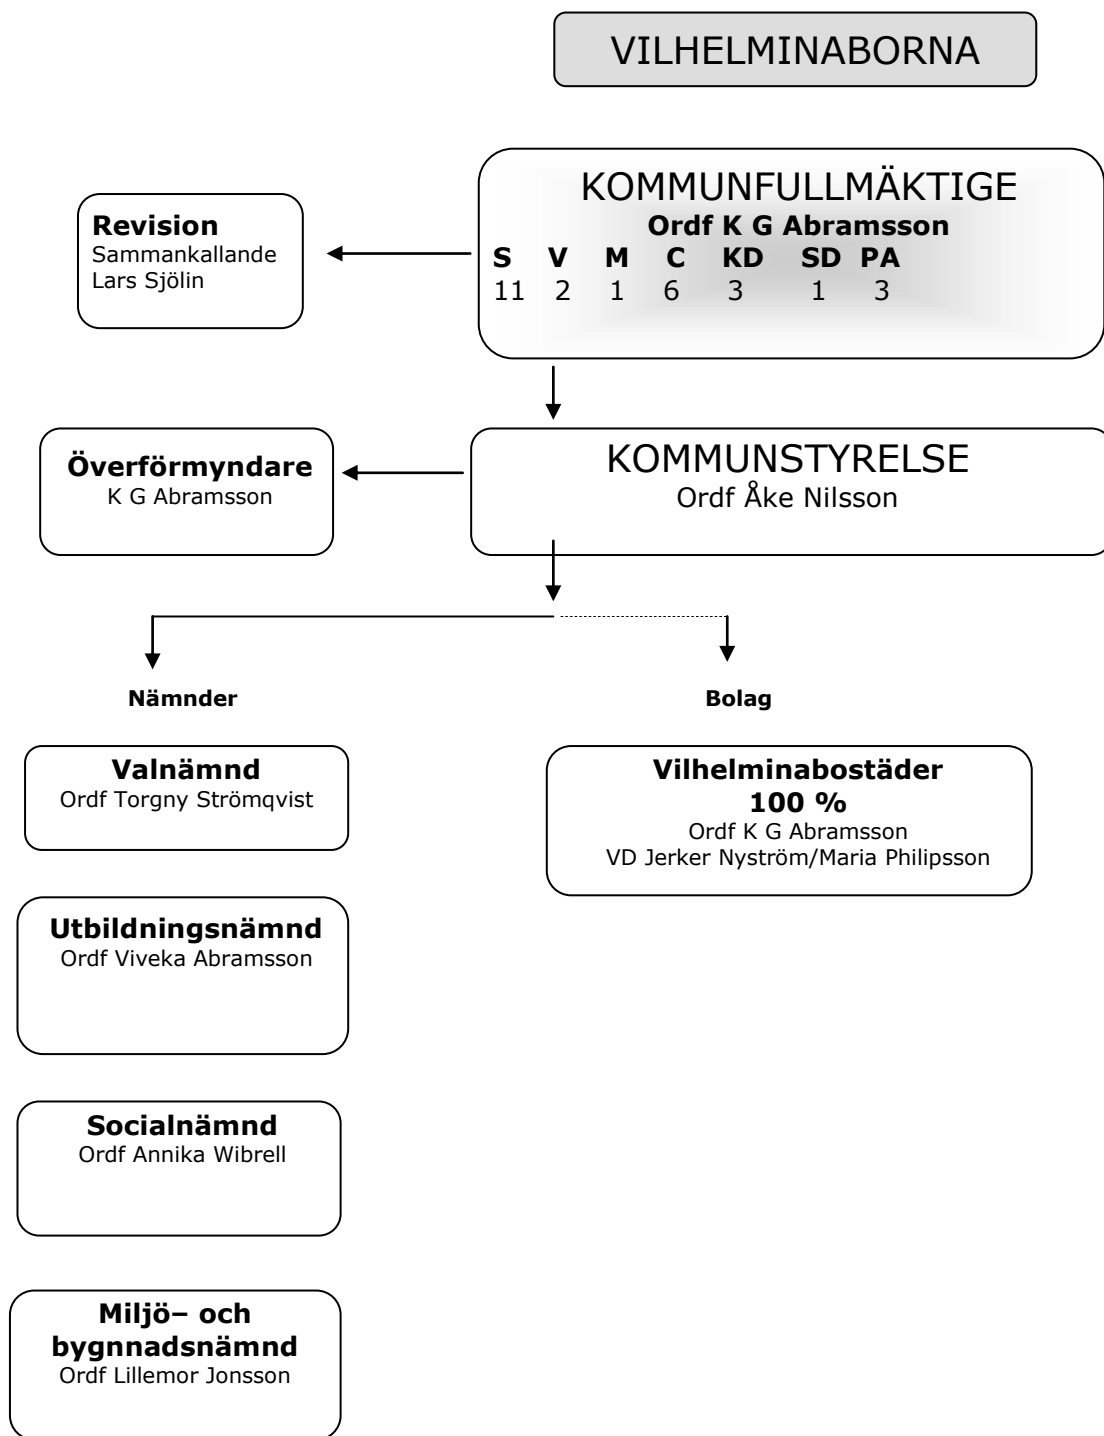 VILHELMINABORNA
KOMMUNFULLMÄKTIGE
Ordf K G Abramsson
S V M C KD SD PA
11 2 1 6 3 1 3
Revision
Sammankallande
Lars Sjölin
KOMMUNSTYRELSE
Ordf Åke Nilsson
Överförmyndare
K G Abramsson
Nämnder
Bolag
Valnämnd
Ordf Torgny Strömqvist
Vilhelminabostäder
100 %
Ordf K G Abramsson
VD Jerker Nyström/Maria Philipsson
Utbildningsnämnd
Ordf Viveka Abramsson
Socialnämnd
Ordf Annika Wibrell
Miljö– och
bygnnadsnämnd
Ordf Lillemor Jonsson